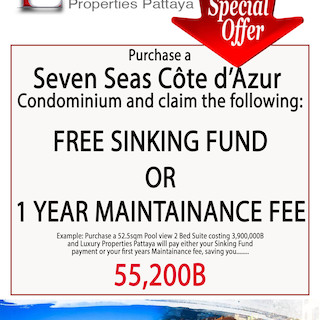 Properties Pattaya
Special
Offer
Purchase a
Seven Seas Côte d'Azur
Condominium and claim the following:
FREE SINKING FUND
OR
1 YEAR MAINTAINANCE FEE
Example: Purchase a 52.5sqm Pool view 2 Bed Suite costing 3,900,000B
and Luxury Properties Pattaya will pay either your Sinking Fund
payment or your first years Maintainance fee, saving you........
55,200B